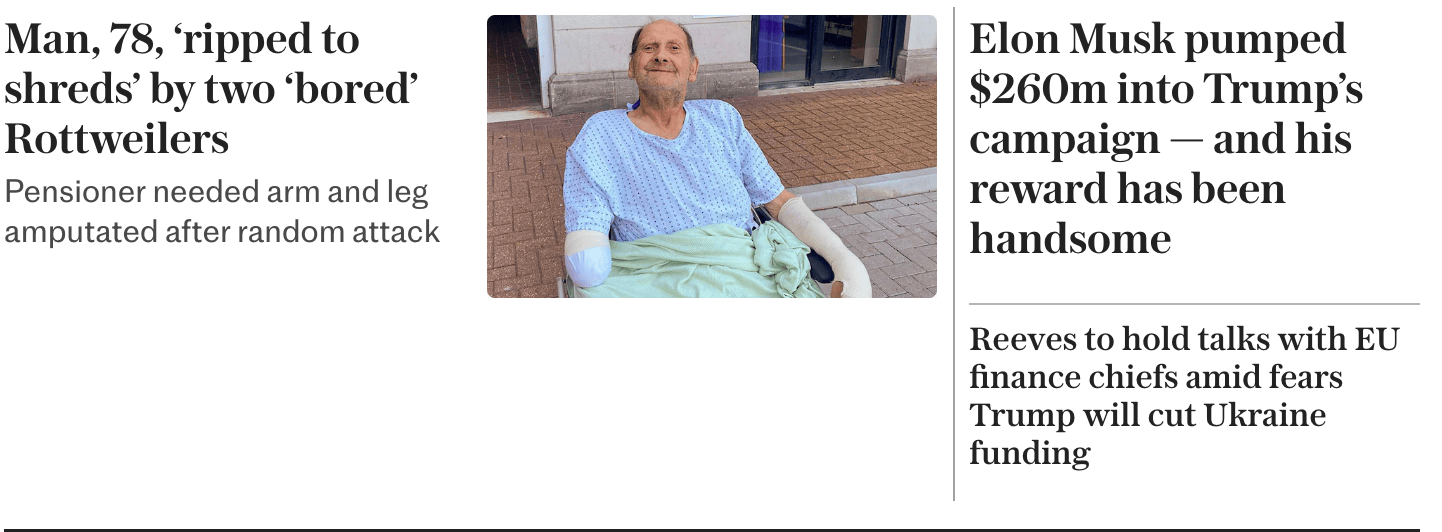 Man, 78, ‘ripped to
shreds’ by two ‘bored’
Rottweilers
Pensioner needed arm and leg
amputated after random attack
Elon Musk pumped
$260m into Trump’s
campaign — and his
reward has been
handsome
Reeves to hold talks with EU
finance chiefs amid fears
Trump will cut Ukraine
funding